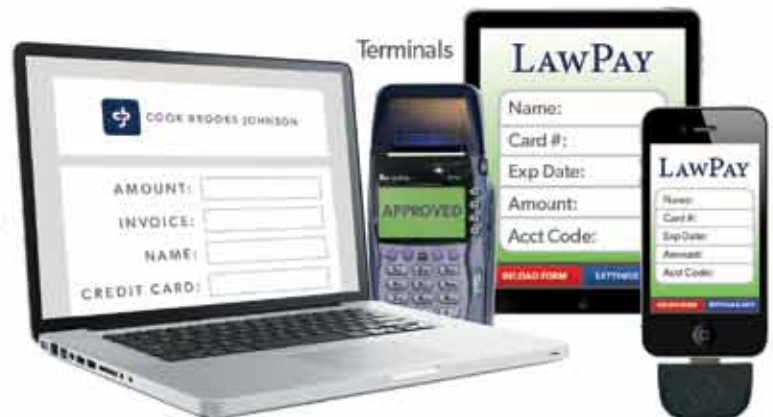 Terminals
COOK BROOKS JOHNSON
AMOUNT:
INVOICE:
NAME:
CREDIT CARD:
APPROVED
LAWPAY
Name:
Card #:
Exp Date:
Amount:
Acct Code:
RELOAD FORM SETTINGS
LAWPAY
Name:
Card #:
Exp Date:
Amount:
Acct Code: